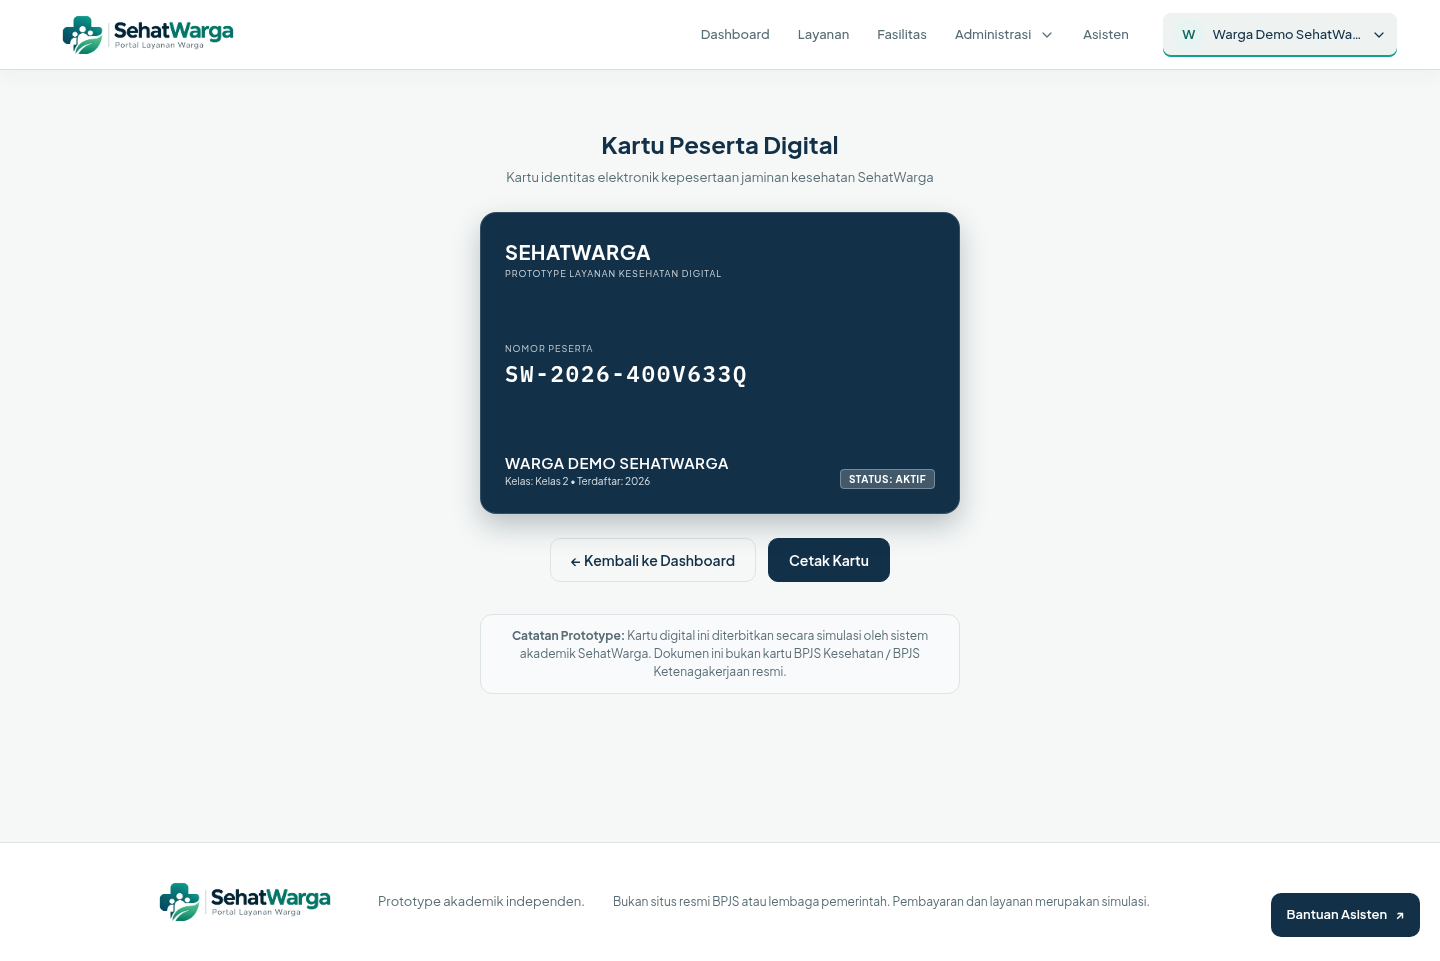 SehatWarga
Portal Layanan Warga
Dashboard
Layanan
Fasilitas
Administrasi
Asisten
W
Warga Demo SehatWa...
Kartu Peserta Digital
Kartu identitas elektronik kepesertaan jaminan kesehatan SehatWarga
SEHATWARGA
PROTOTYPE LAYANAN KESEHATAN DIGITAL
NOMOR PESERTA
SW-2026-400V633Q
WARGA DEMO SEHATWARGA
Kelas: Kelas 2 • Terdaftar: 2026
STATUS: AKTIF
← Kembali ke Dashboard
Cetak Kartu
Catatan Prototype: Kartu digital ini diterbitkan secara simulasi oleh sistem
akademik SehatWarga. Dokumen ini bukan kartu BPJS Kesehatan / BPJS
Ketenagakerjaan resmi.
SehatWarga
Portal Layanan Warga
Prototype akademik independen.
Bukan situs resmi BPJS atau lembaga pemerintah. Pembayaran dan layanan merupakan simulasi.
Bantuan Asisten ↗